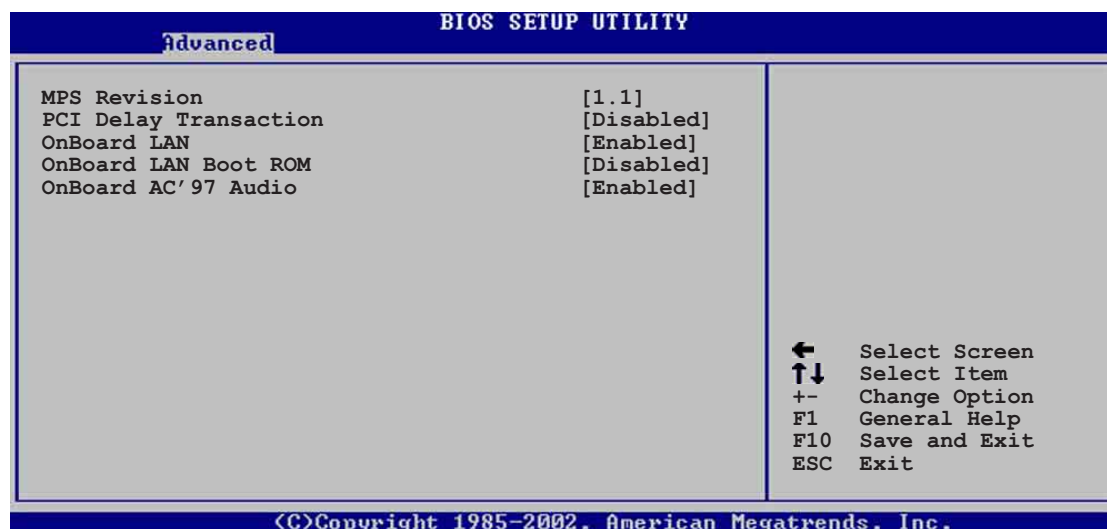 BIOS SETUP UTILITY
Advanced
MPS Revision [1.1]
PCI Delay Transaction [Disabled]
OnBoard LAN [Enabled]
OnBoard LAN Boot ROM [Disabled]
OnBoard AC'97 Audio [Enabled]
← Select Screen
↑↓ Select Item
+- Change Option
F1 General Help
F10 Save and Exit
ESC Exit
(C)Copyright 1985-2002, American Megatrends, Inc.